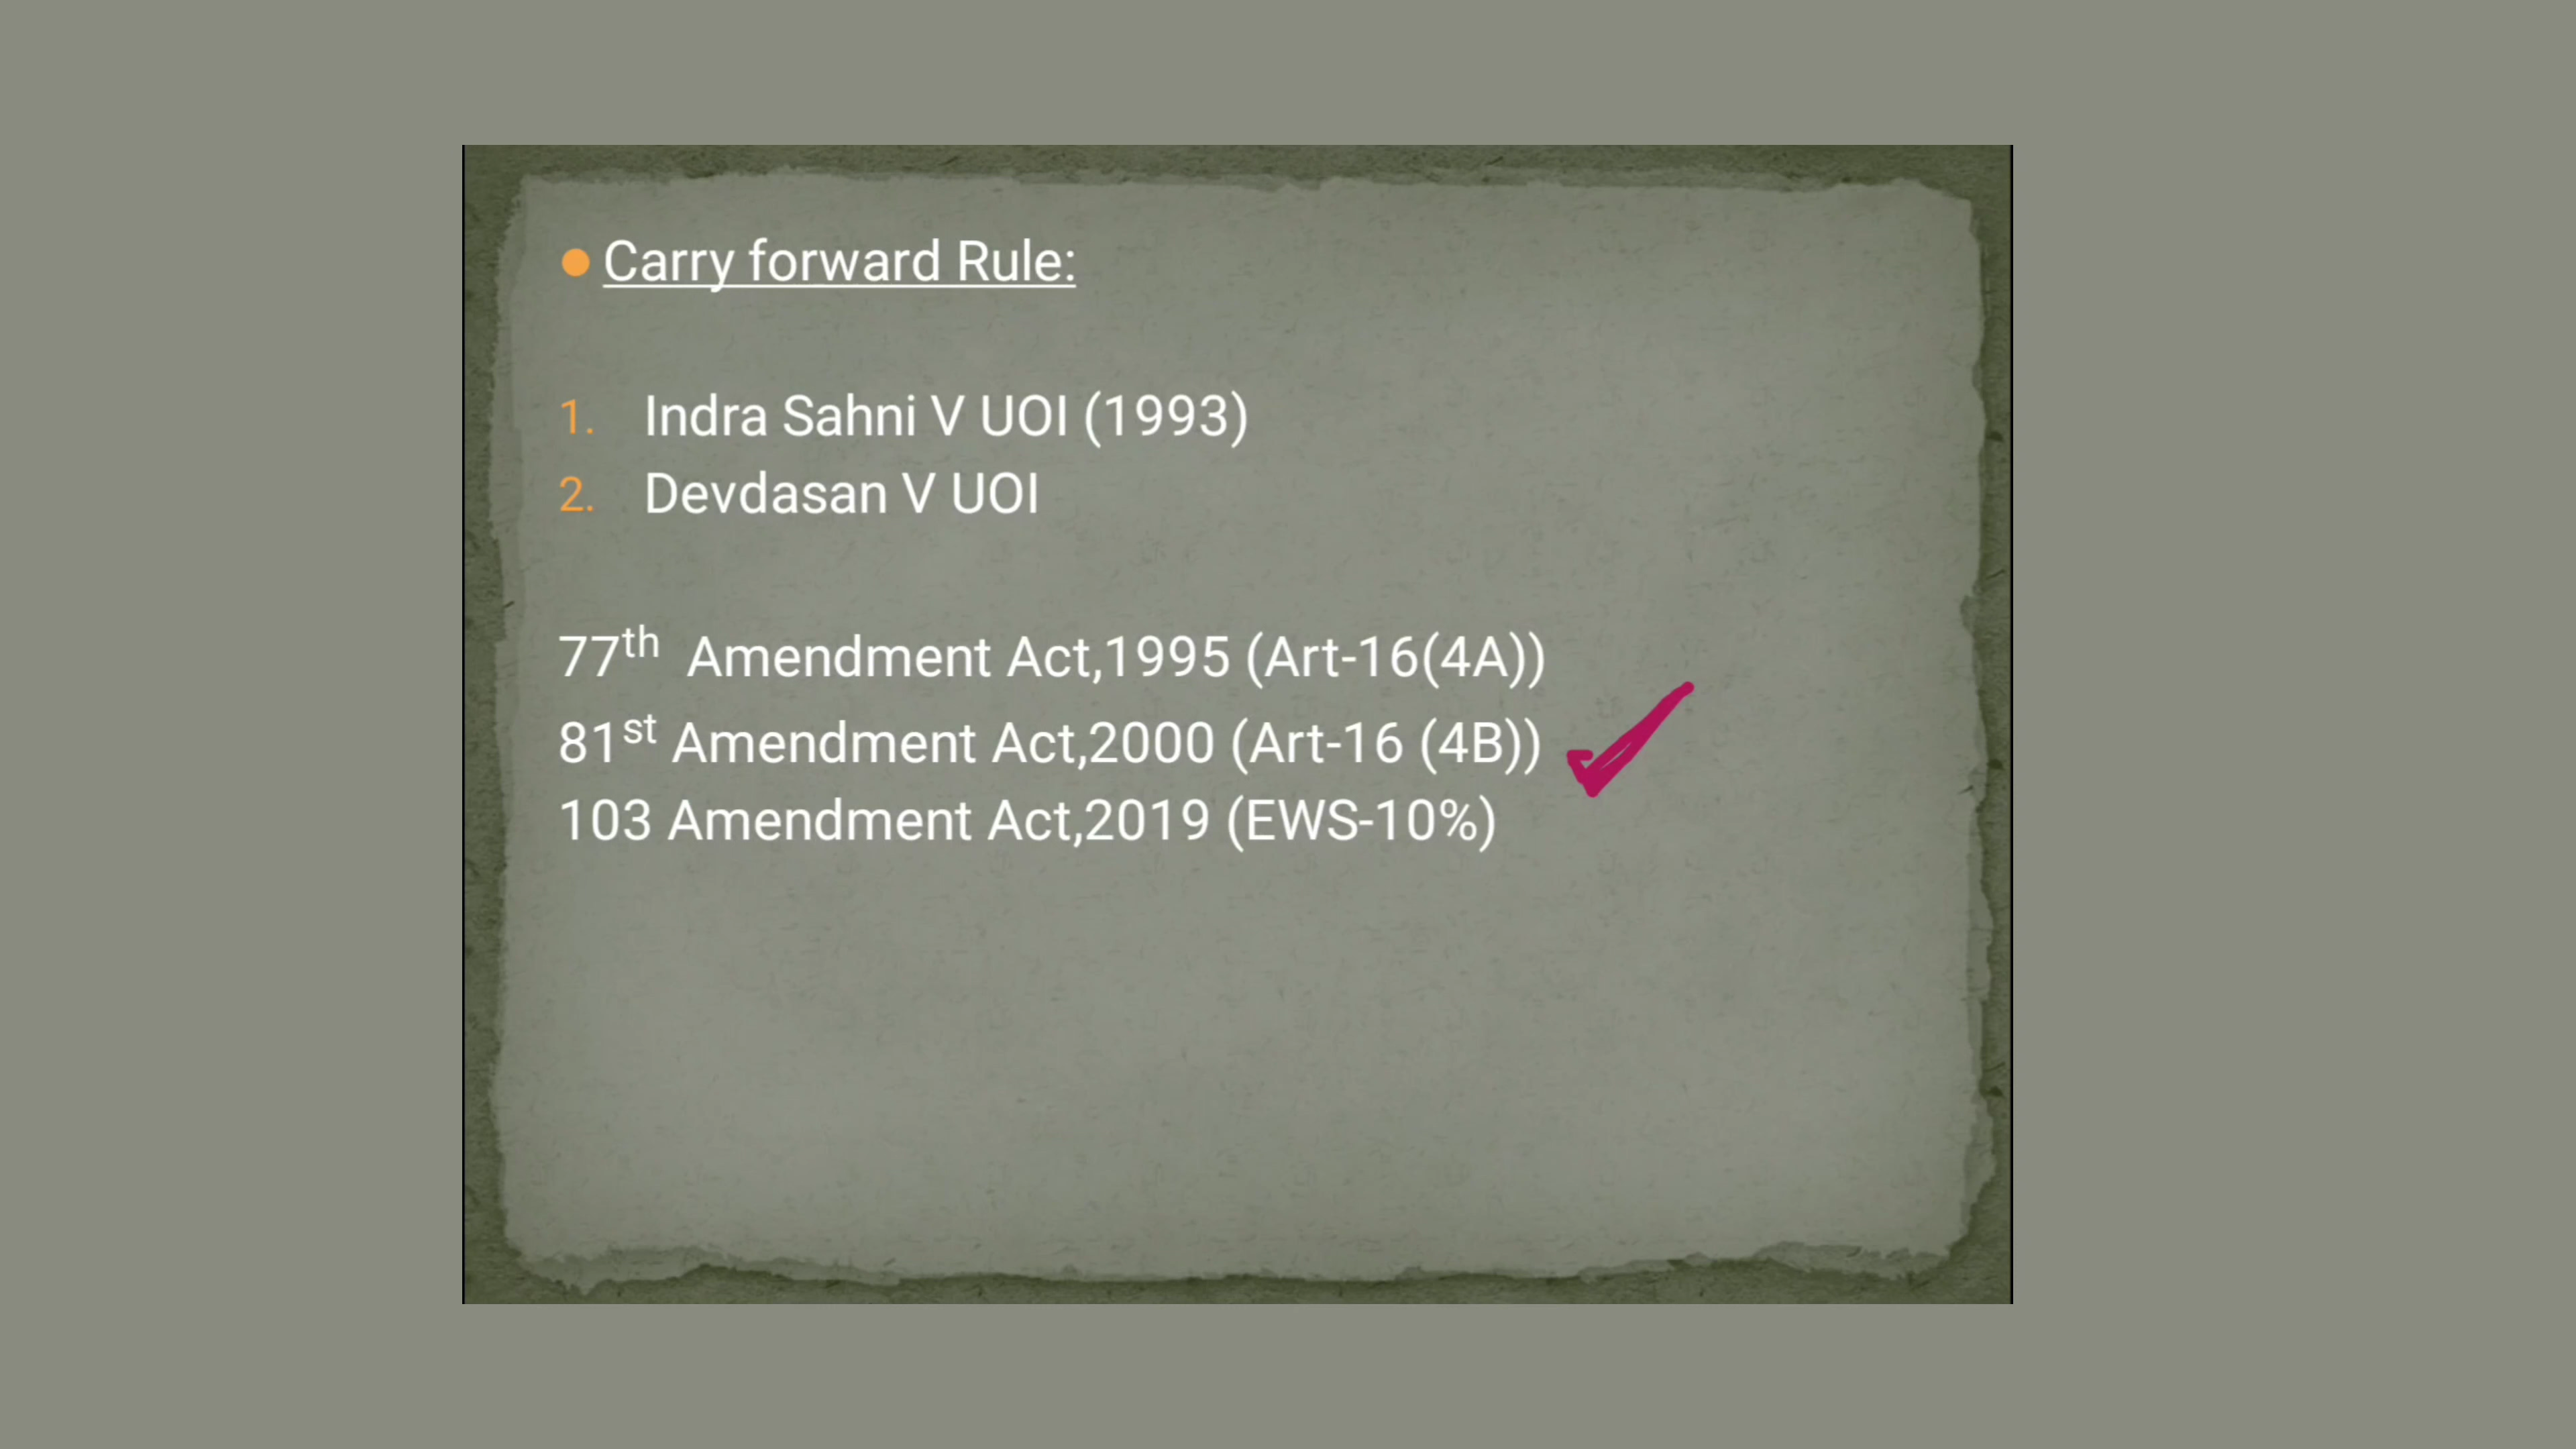 Carry forward Rule:
1. Indra Sahni V UOI (1993)
2. Devdasan V UOI
77th Amendment Act,1995 (Art-16(4A))
81st Amendment Act,2000 (Art-16 (4B))
103 Amendment Act,2019 (EWS-10%)